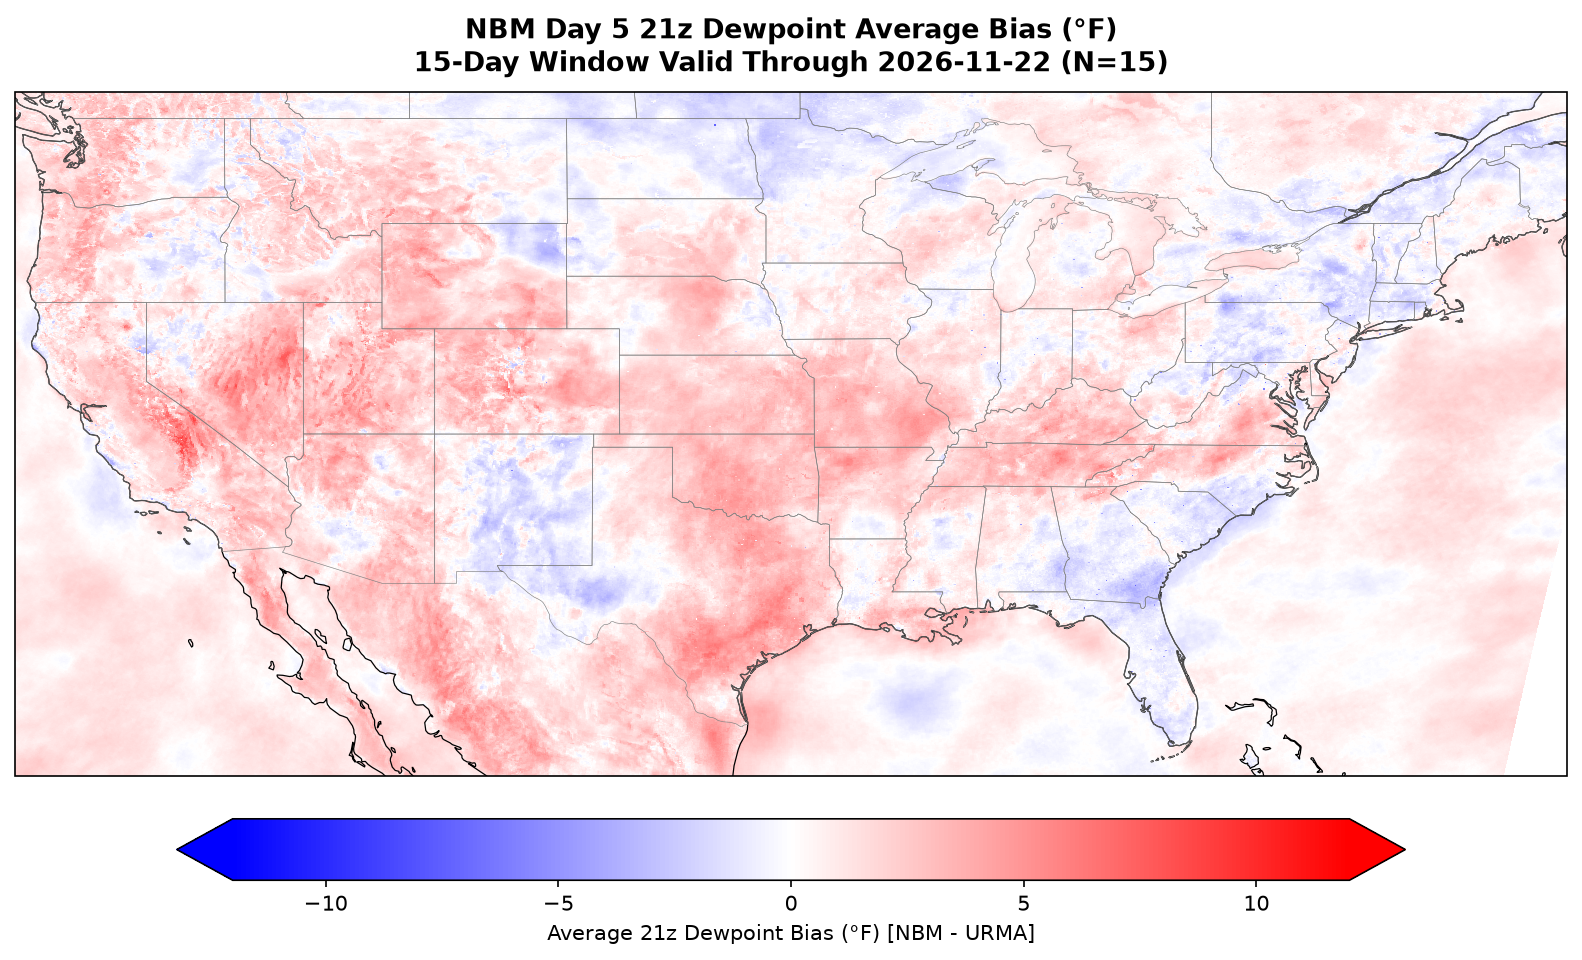 NBM Day 5 21z Dewpoint Average Bias (°F)
15-Day Window Valid Through 2026-11-22 (N=15)
−10 −5 0 5 10
Average 21z Dewpoint Bias (°F) [NBM - URMA]